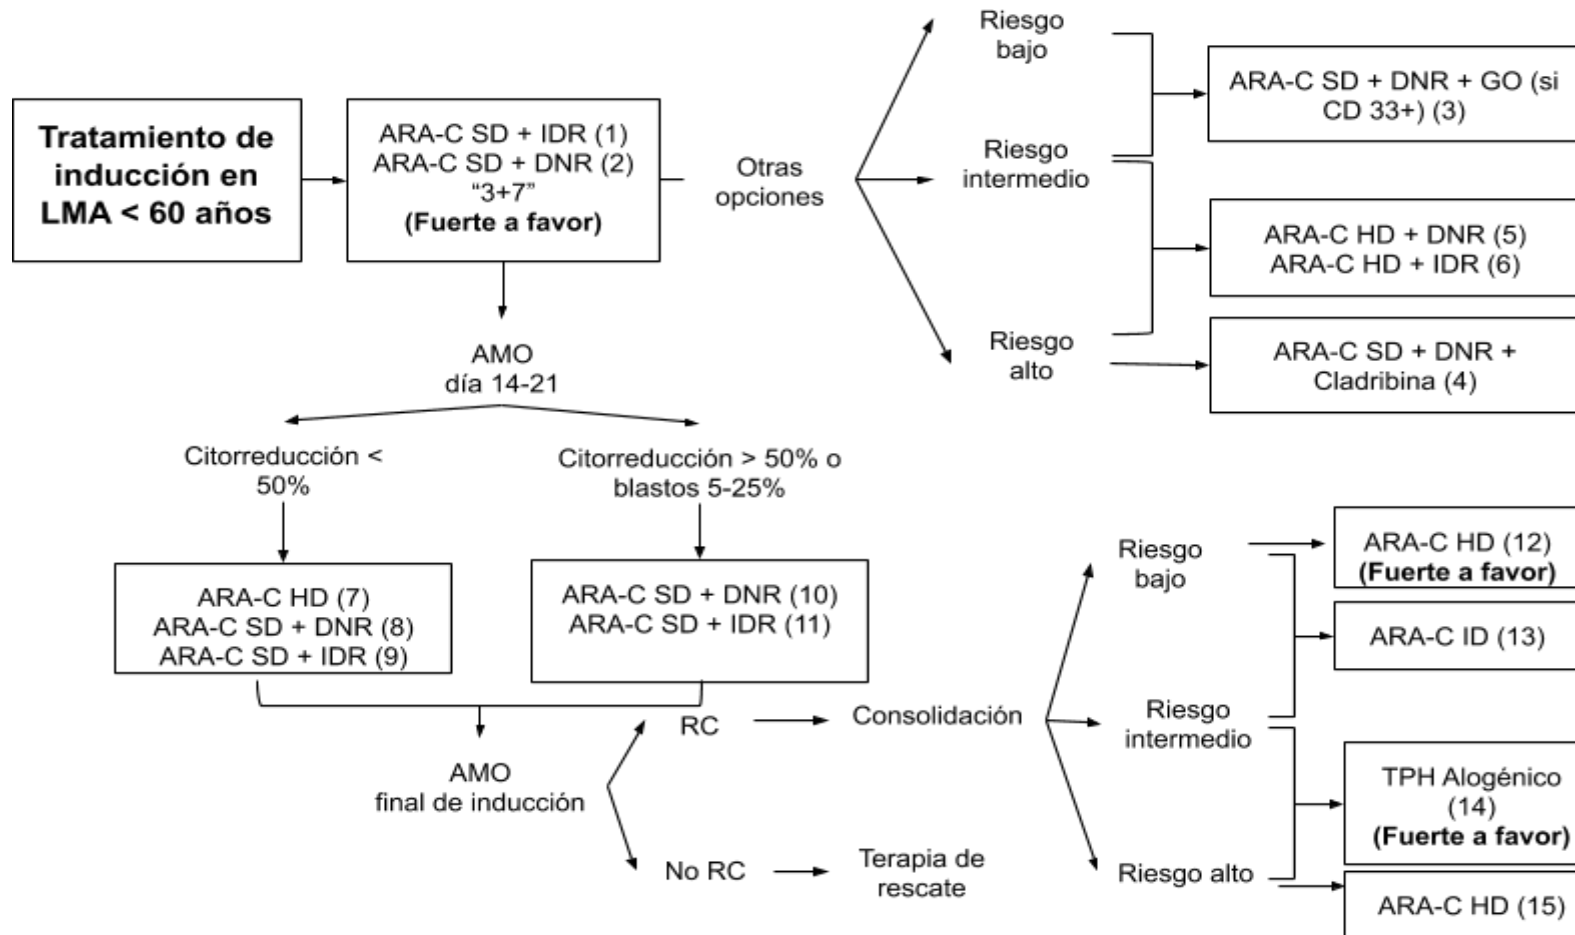 Tratamiento de
inducción en
LMA < 60 años
ARA-C SD + IDR (1)
ARA-C SD + DNR (2)
“3+7”
(Fuerte a favor)
Otras
opciones
Riesgo
bajo
Riesgo
intermedio
Riesgo
alto
ARA-C SD + DNR + GO (si
CD 33+) (3)
ARA-C HD + DNR (5)
ARA-C HD + IDR (6)
ARA-C SD + DNR +
Cladribina (4)
AMO
día 14-21
Citorreducción <
50%
Citorreducción > 50% o
blastos 5-25%
ARA-C HD (7)
ARA-C SD + DNR (8)
ARA-C SD + IDR (9)
ARA-C SD + DNR (10)
ARA-C SD + IDR (11)
AMO
final de inducción
RC
No RC
Consolidación
Terapia de
rescate
Riesgo
bajo
Riesgo
intermedio
Riesgo alto
ARA-C HD (12)
(Fuerte a favor)
ARA-C ID (13)
TPH Alogénico
(14)
(Fuerte a favor)
ARA-C HD (15)